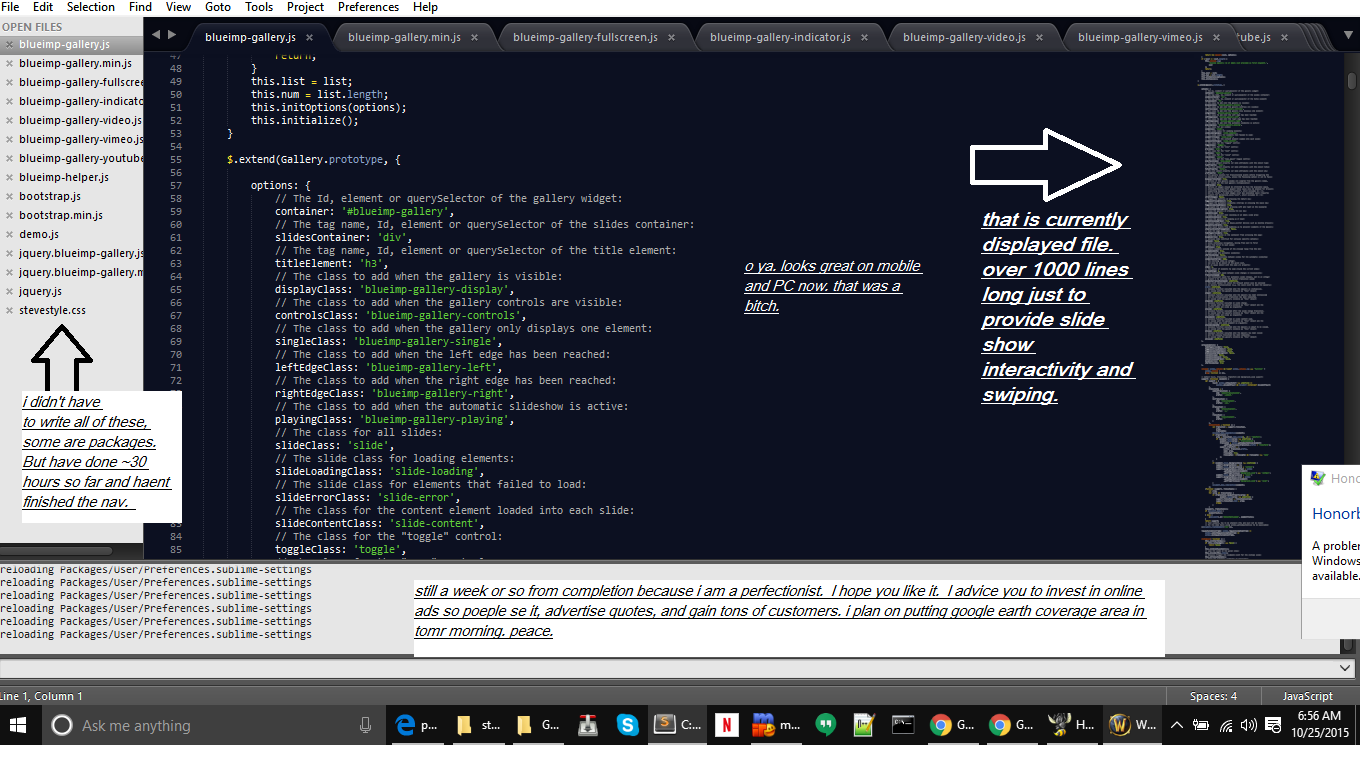 File Edit Selection Find View Goto Tools Project Preferences Help
OPEN FILES
blueimp-gallery.js
blueimp-gallery.min.js
blueimp-gallery-fullscree
blueimp-gallery-indicato
blueimp-gallery-video.js
blueimp-gallery-vimeo.js
blueimp-gallery-youtube
blueimp-helper.js
bootstrap.js
bootstrap.min.js
demo.js
jquery.blueimp-gallery.js
jquery.blueimp-gallery.m
jquery.js
stevestyle.css
i didn't have
to write all of these,
some are packages.
But have done ~30
hours so far and haent
finished the nav.
blueimp-gallery.js blueimp-gallery.min.js blueimp-gallery-fullscreen.js blueimp-gallery-indicator.js blueimp-gallery-video.js blueimp-gallery-vimeo.js tube.js
47 return;
48 }
49 this.list = list;
50 this.num = list.length;
51 this.initOptions(options);
52 this.initialize();
53 }
54
55 $.extend(Gallery.prototype, {
56
57 options: {
58 // The Id, element or querySelector of the gallery widget:
59 container: '#blueimp-gallery',
60 // The tag name, Id, element or querySelector of the slides container:
61 slidesContainer: 'div',
62 // The tag name, Id, element or querySelector of the title element:
63 titleElement: 'h3',
64 // The class to add when the gallery is visible:
65 displayClass: 'blueimp-gallery-display',
66 // The class to add when the gallery controls are visible:
67 controlsClass: 'blueimp-gallery-controls',
68 // The class to add when the gallery only displays one element:
69 singleClass: 'blueimp-gallery-single',
70 // The class to add when the left edge has been reached:
71 leftEdgeClass: 'blueimp-gallery-left',
72 // The class to add when the right edge has been reached:
rightEdgeClass: 'blueimp-gallery-right',
// The class to add when the automatic slideshow is active:
playingClass: 'blueimp-gallery-playing',
// The class for all slides:
slideClass: 'slide',
// The slide class for loading elements:
slideLoadingClass: 'slide-loading',
// The slide class for elements that failed to load:
slideErrorClass: 'slide-error',
// The class for the content element loaded into each slide:
83 slideContentClass: 'slide-content',
84 // The class for the "toggle" control:
85 toggleClass: 'toggle',
o ya. looks great on mobile
and PC now. that was a
bitch.
that is currently
displayed file.
over 1000 lines
long just to
provide slide
show
interactivity and
swiping.
Hono
Honorb
A probler
Windows
available.
reloading Packages/User/Preferences.sublime-settings
reloading Packages/User/Preferences.sublime-settings
reloading Packages/User/Preferences.sublime-settings
reloading Packages/User/Preferences.sublime-settings
reloading Packages/User/Preferences.sublime-settings
reloading Packages/User/Preferences.sublime-settings
still a week or so from completion because i am a perfectionist. I hope you like it. I advice you to invest in online
ads so poeple se it, advertise quotes, and gain tons of customers. i plan on putting google earth coverage area in
tomr morning. peace.
Line 1, Column 1 Spaces: 4 JavaScript
Ask me anything p... st... G... C... m... G... G... H... W... 6:56 AM
10/25/2015